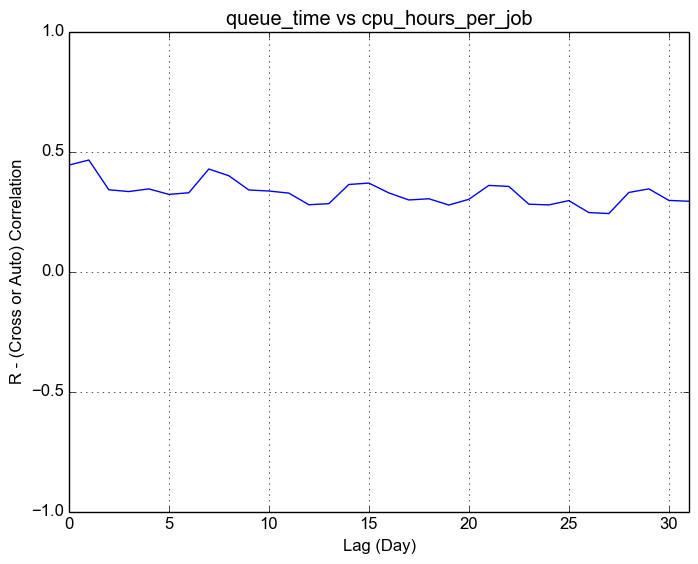 queue_time vs cpu_hours_per_job
1.0
0.5
0.0
−0.5
−1.0
R - (Cross or Auto) Correlation
0 5 10 15 20 25 30
Lag (Day)